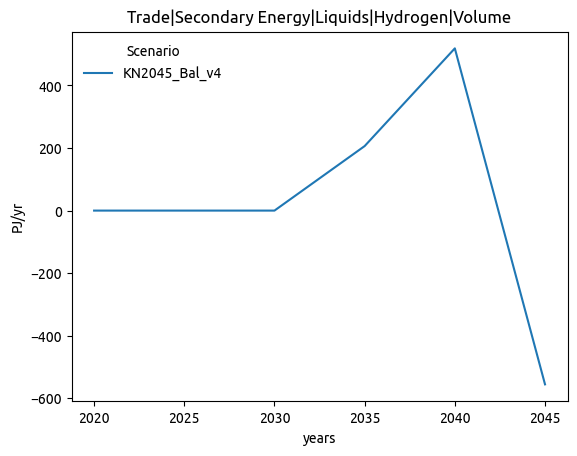 Trade|Secondary Energy|Liquids|Hydrogen|Volume
Scenario
KN2045_Bal_v4
PJ/yr
400
200
0
−200
−400
−600
2020 2025 2030 2035 2040 2045
years